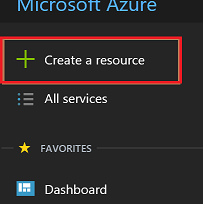 Microsoft Azure
Create a resource
All services
FAVORITES
Dashboard